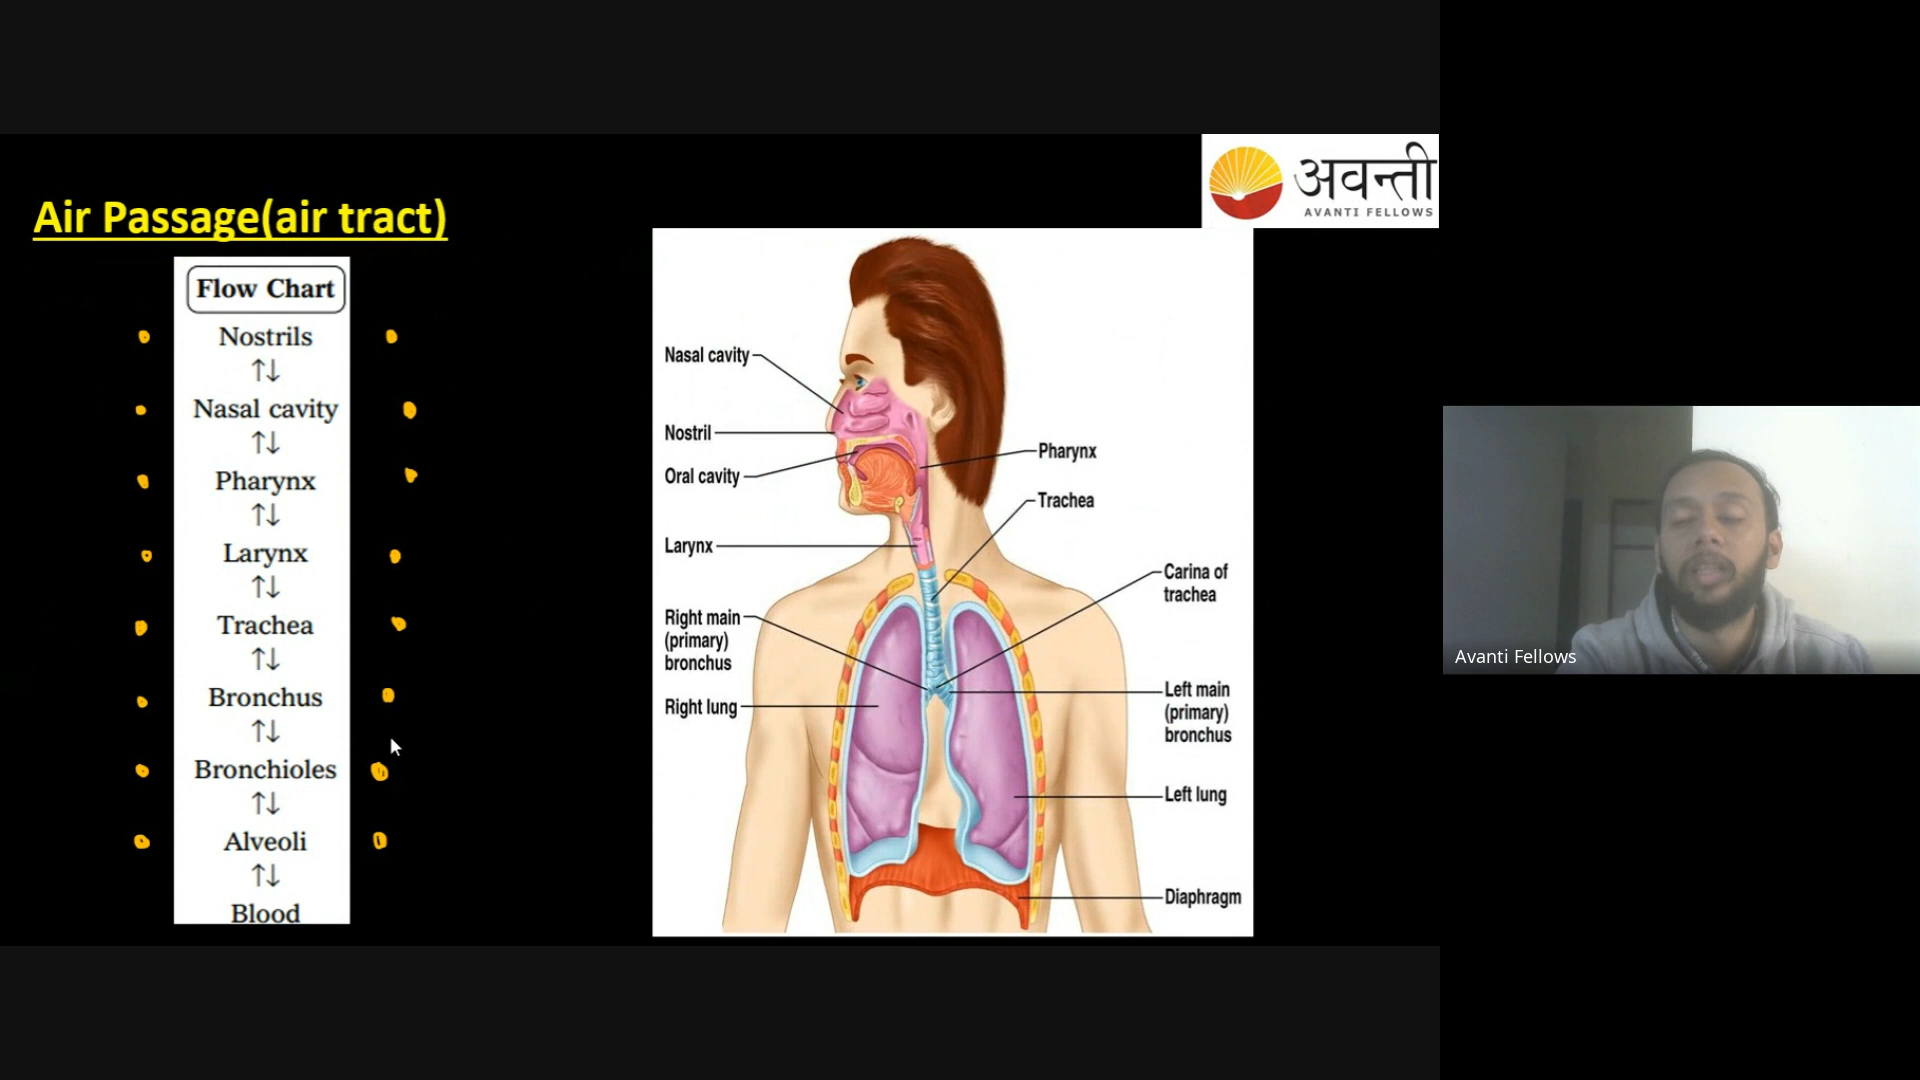 अवन्ती
AVANTI FELLOWS
Air Passage(air tract)
Flow Chart
Nostrils
↑↓
Nasal cavity
↑↓
Pharynx
↑↓
Larynx
↑↓
Trachea
↑↓
Bronchus
↑↓
Bronchioles
↑↓
Alveoli
↑↓
Blood
Nasal cavity
Nostril
Oral cavity
Larynx
Right main
(primary)
bronchus
Right lung
Pharynx
Trachea
Carina of
trachea
Left main
(primary)
bronchus
Left lung
Diaphragm
Avanti Fellows